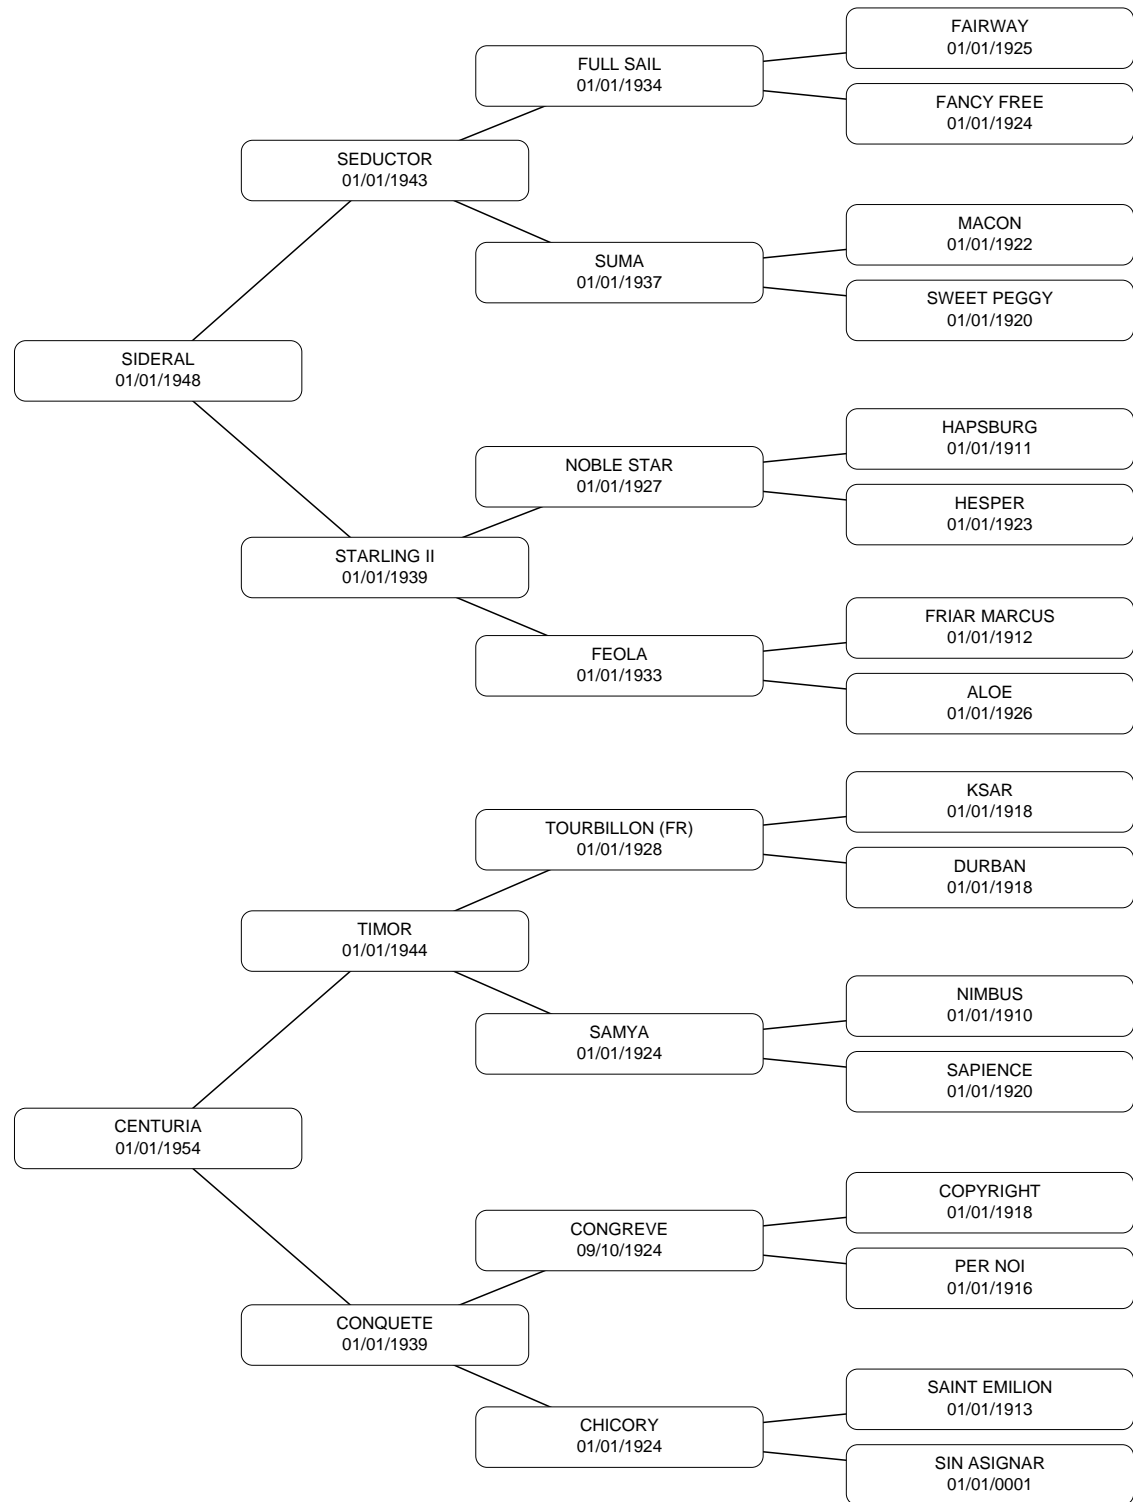 FAIRWAY
01/01/1925
FULL SAIL
01/01/1934
FANCY FREE
01/01/1924
SEDUCTOR
01/01/1943
MACON
01/01/1922
SUMA
01/01/1937
SWEET PEGGY
01/01/1920
SIDERAL
01/01/1948
HAPSBURG
01/01/1911
NOBLE STAR
01/01/1927
HESPER
01/01/1923
STARLING II
01/01/1939
FRIAR MARCUS
01/01/1912
FEOLA
01/01/1933
ALOE
01/01/1926
KSAR
01/01/1918
TOURBILLON (FR)
01/01/1928
DURBAN
01/01/1918
TIMOR
01/01/1944
NIMBUS
01/01/1910
SAMYA
01/01/1924
SAPIENCE
01/01/1920
CENTURIA
01/01/1954
COPYRIGHT
01/01/1918
CONGREVE
09/10/1924
PER NOI
01/01/1916
CONQUETE
01/01/1939
SAINT EMILION
01/01/1913
CHICORY
01/01/1924
SIN ASIGNAR
01/01/0001